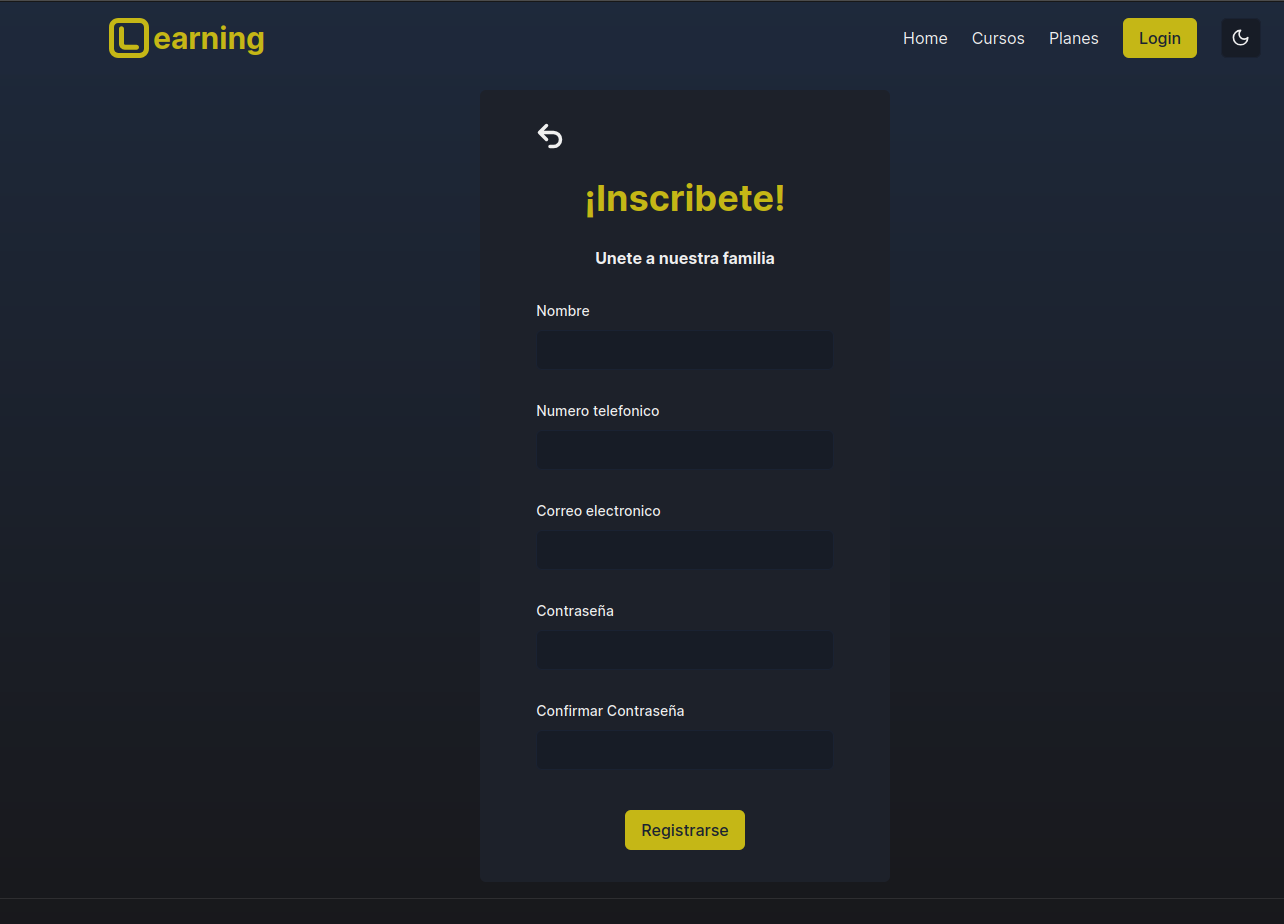 Learning
Home Cursos Planes Login
¡Inscribete!
Unete a nuestra familia
Nombre
Numero telefonico
Correo electronico
Contraseña
Confirmar Contraseña
Registrarse